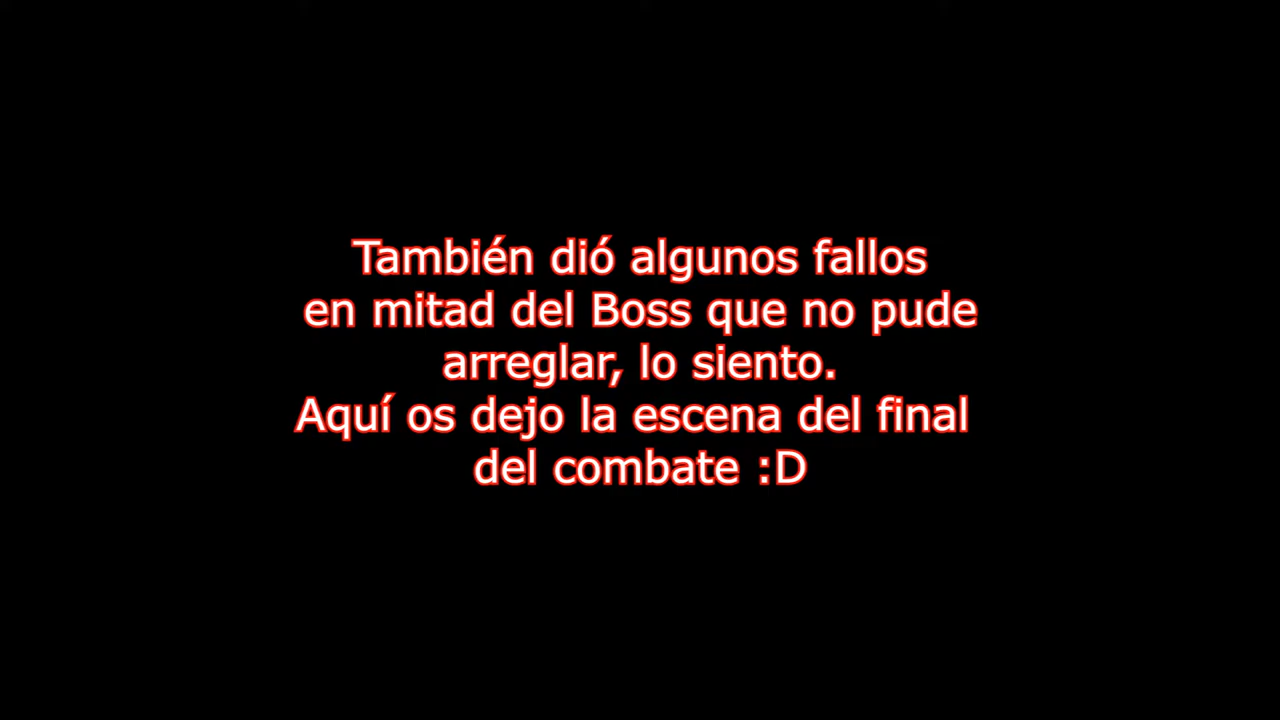 También dió algunos fallos
en mitad del Boss que no pude
arreglar, lo siento.
Aquí os dejo la escena del final
del combate :D